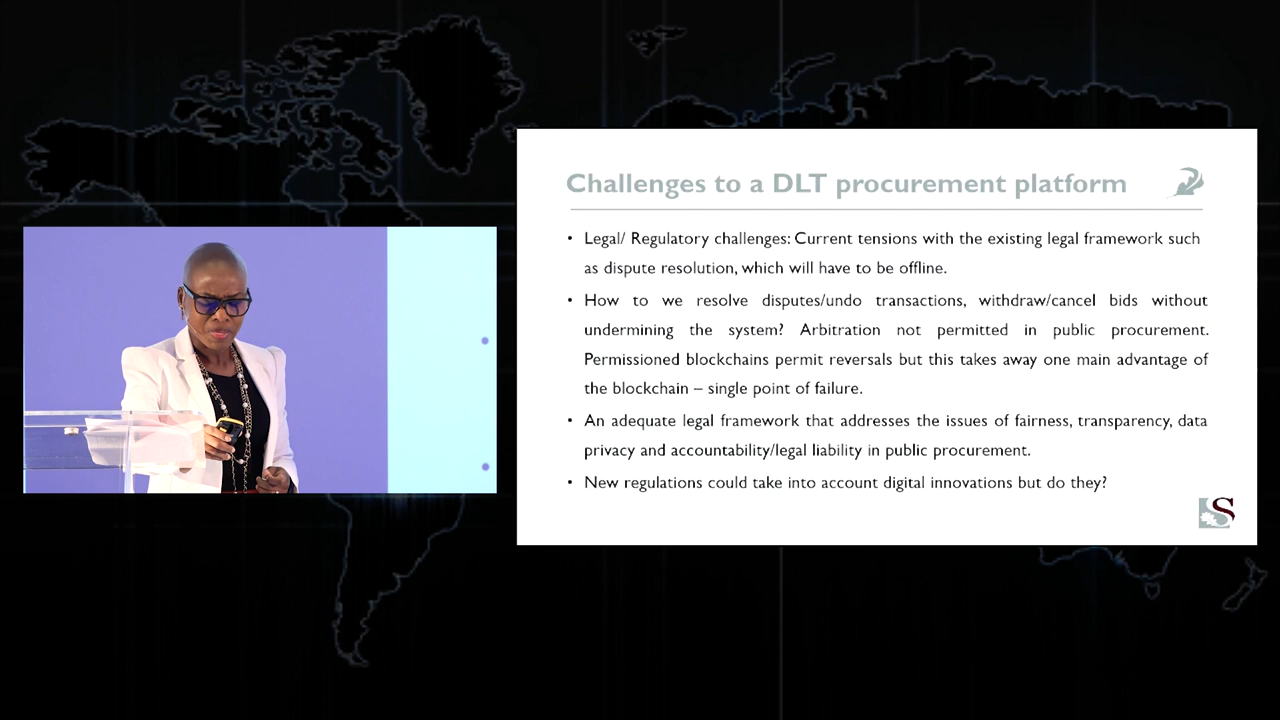 Challenges to a DLT procurement platform
• Legal/ Regulatory challenges: Current tensions with the existing legal framework such
as dispute resolution, which will have to be offline.
• How to we resolve disputes/undo transactions, withdraw/cancel bids without
undermining the system? Arbitration not permitted in public procurement.
Permissioned blockchains permit reversals but this takes away one main advantage of
the blockchain – single point of failure.
• An adequate legal framework that addresses the issues of fairness, transparency, data
privacy and accountability/legal liability in public procurement.
• New regulations could take into account digital innovations but do they?
S